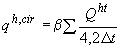 q^{h,cir} = β∑ Q^{ht} / 4,2Δt